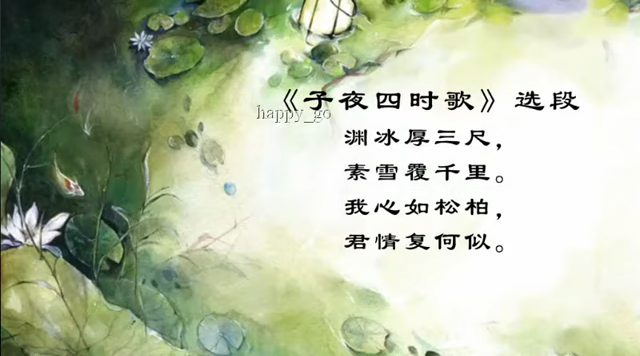 《子夜四时歌》选段
happy_go
渊冰厚三尺，
素雪覆千里。
我心如松柏，
君情复何似。